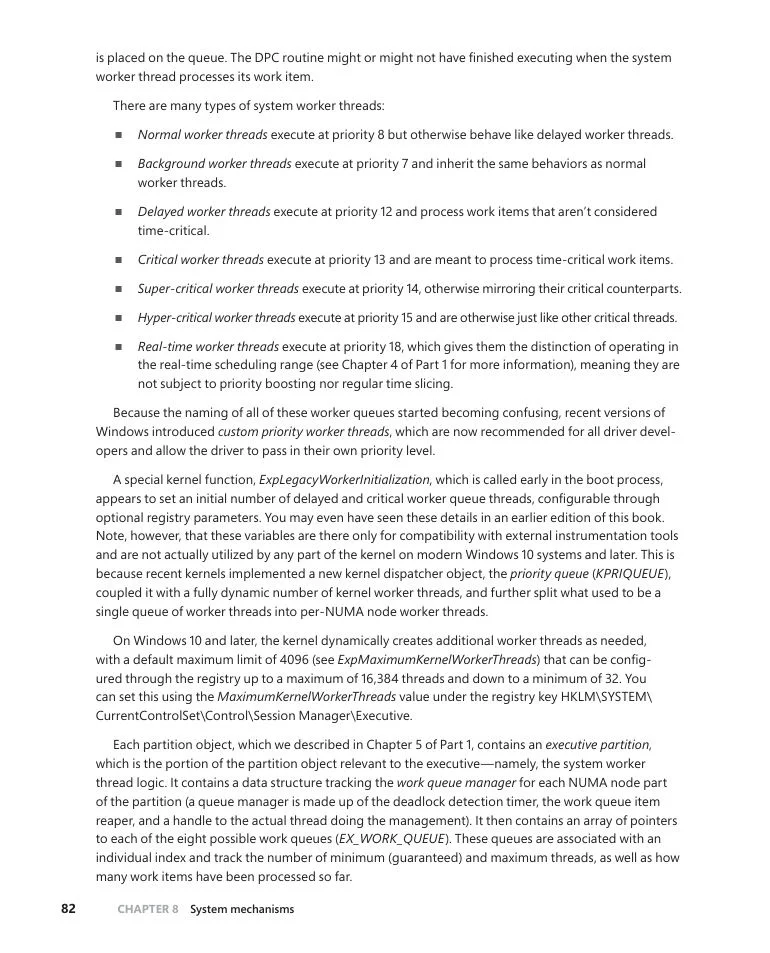 is placed on the queue. The DPC routine might or might not have finished executing when the system
worker thread processes its work item.
There are many types of system worker threads:
■ Normal worker threads execute at priority 8 but otherwise behave like delayed worker threads.
■ Background worker threads execute at priority 7 and inherit the same behaviors as normal
worker threads.
■ Delayed worker threads execute at priority 12 and process work items that aren’t considered
time-critical.
■ Critical worker threads execute at priority 13 and are meant to process time-critical work items.
■ Super-critical worker threads execute at priority 14, otherwise mirroring their critical counterparts.
■ Hyper-critical worker threads execute at priority 15 and are otherwise just like other critical threads.
■ Real-time worker threads execute at priority 18, which gives them the distinction of operating in
the real-time scheduling range (see Chapter 4 of Part 1 for more information), meaning they are
not subject to priority boosting nor regular time slicing.
Because the naming of all of these worker queues started becoming confusing, recent versions of
Windows introduced custom priority worker threads, which are now recommended for all driver devel-
opers and allow the driver to pass in their own priority level.
A special kernel function, ExpLegacyWorkerInitialization, which is called early in the boot process,
appears to set an initial number of delayed and critical worker queue threads, configurable through
optional registry parameters. You may even have seen these details in an earlier edition of this book.
Note, however, that these variables are there only for compatibility with external instrumentation tools
and are not actually utilized by any part of the kernel on modern Windows 10 systems and later. This is
because recent kernels implemented a new kernel dispatcher object, the priority queue (KPRIQUEUE),
coupled it with a fully dynamic number of kernel worker threads, and further split what used to be a
single queue of worker threads into per-NUMA node worker threads.
On Windows 10 and later, the kernel dynamically creates additional worker threads as needed,
with a default maximum limit of 4096 (see ExpMaximumKernelWorkerThreads) that can be config-
ured through the registry up to a maximum of 16,384 threads and down to a minimum of 32. You
can set this using the MaximumKernelWorkerThreads value under the registry key HKLM\SYSTEM\
CurrentControlSet\Control\Session Manager\Executive.
Each partition object, which we described in Chapter 5 of Part 1, contains an executive partition,
which is the portion of the partition object relevant to the executive—namely, the system worker
thread logic. It contains a data structure tracking the work queue manager for each NUMA node part
of the partition (a queue manager is made up of the deadlock detection timer, the work queue item
reaper, and a handle to the actual thread doing the management). It then contains an array of pointers
to each of the eight possible work queues (EX_WORK_QUEUE). These queues are associated with an
individual index and track the number of minimum (guaranteed) and maximum threads, as well as how
many work items have been processed so far.
82 CHAPTER 8 System mechanisms